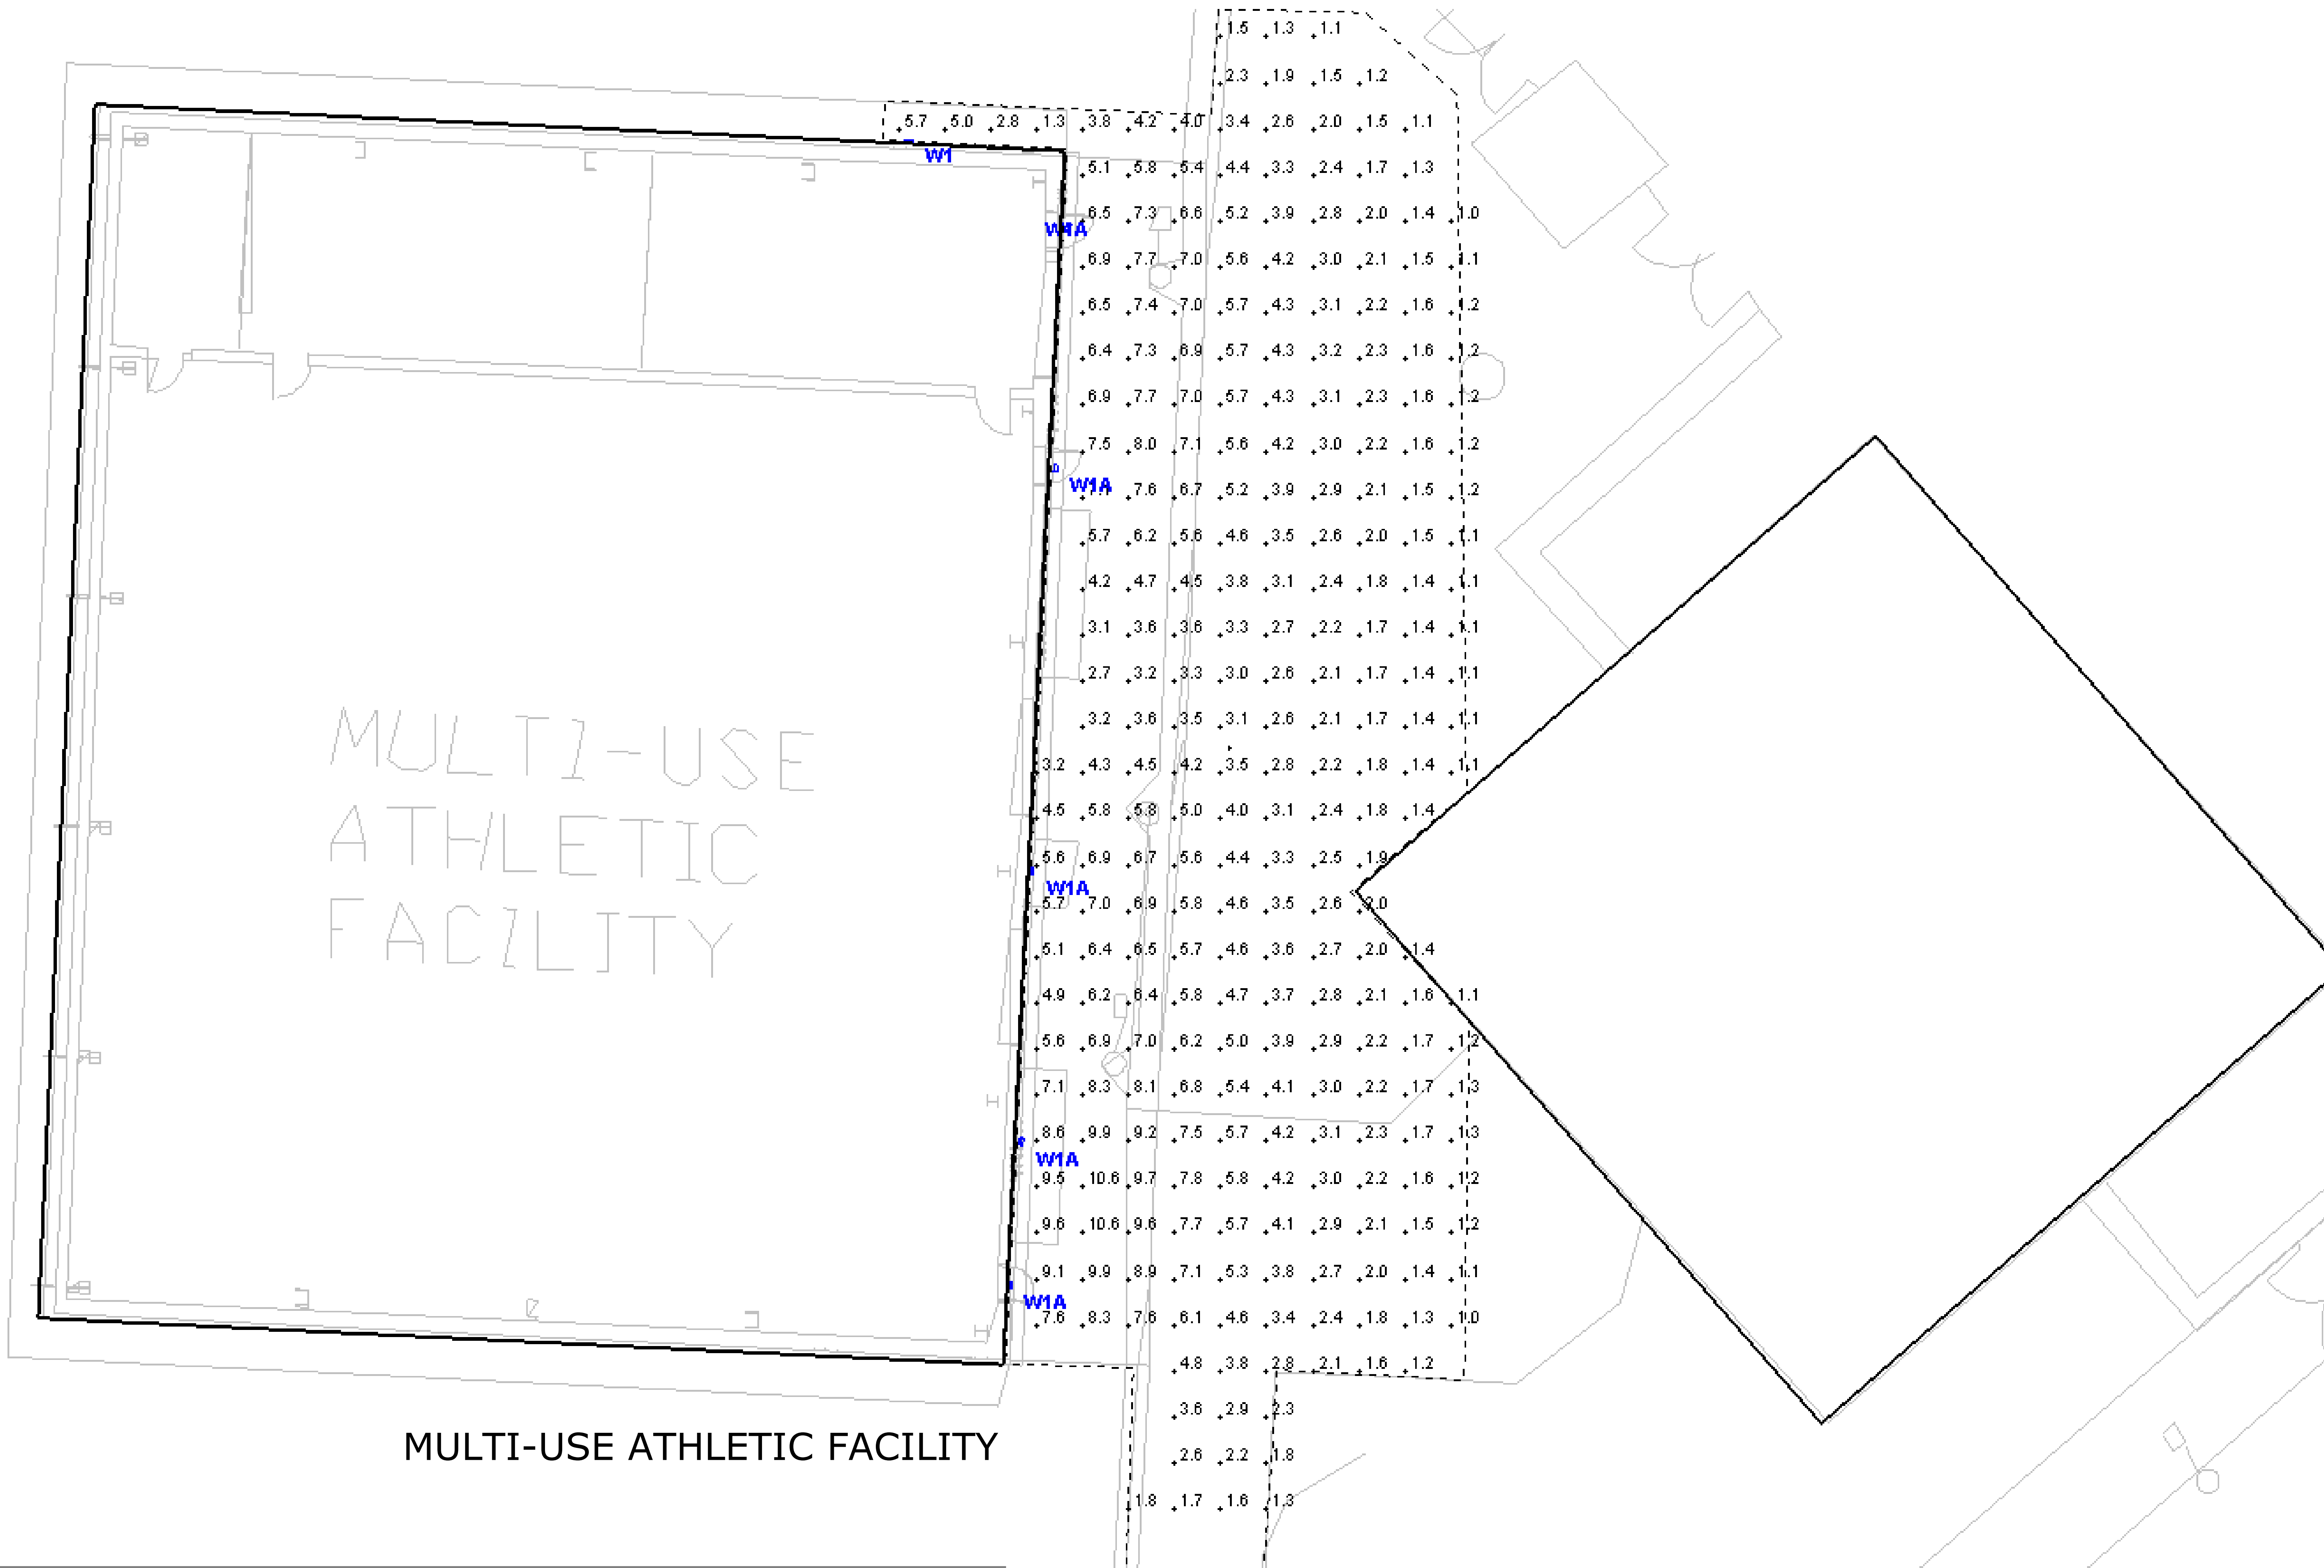 1.5 1.3 1.1
2.3 1.9 1.5 1.2
5.7 5.0 2.8 1.3 3.8 4.2 4.0 3.4 2.6 2.0 1.5 1.1
W1
5.1 5.8 5.4 4.4 3.3 2.4 1.7 1.3
6.5 7.3 6.6 5.2 3.9 2.8 2.0 1.4 1.0
6.9 7.7 7.0 5.6 4.2 3.0 2.1 1.5 1.1
6.5 7.4 7.0 5.7 4.3 3.1 2.2 1.6 1.2
6.4 7.3 6.9 5.7 4.3 3.2 2.3 1.6 1.2
6.9 7.7 7.0 5.7 4.3 3.1 2.3 1.6 1.2
7.5 8.0 7.1 5.6 4.2 3.0 2.2 1.6 1.2
W1A
7.6 6.7 5.2 3.9 2.9 2.1 1.5 1.2
5.7 6.2 5.6 4.6 3.5 2.6 2.0 1.5 1.1
4.2 4.7 4.5 3.8 3.1 2.4 1.8 1.4 1.1
3.1 3.6 3.6 3.3 2.7 2.2 1.7 1.4 1.1
2.7 3.2 3.3 3.0 2.6 2.1 1.7 1.4 1.1
3.2 3.6 3.5 3.1 2.6 2.1 1.7 1.4 1.1
3.2 4.3 4.5 4.2 3.5 2.8 2.2 1.8 1.4 1.1
4.5 5.8 5.8 5.0 4.0 3.1 2.4 1.8 1.4
5.6 6.9 6.7 5.6 4.4 3.3 2.5 1.9
W1A
5.7 7.0 6.9 5.8 4.6 3.5 2.6 2.0
5.1 6.4 6.5 5.7 4.6 3.6 2.7 2.0 1.4
4.9 6.2 6.4 5.8 4.7 3.7 2.8 2.1 1.6 1.1
5.6 6.9 7.0 6.2 5.0 3.9 2.9 2.2 1.7 1.2
7.1 8.3 8.1 6.8 5.4 4.1 3.0 2.2 1.7 1.3
8.6 9.9 9.2 7.5 5.7 4.2 3.1 2.3 1.7 1.3
W1A
9.5 10.6 9.7 7.8 5.8 4.2 3.0 2.2 1.6 1.2
9.6 10.6 9.6 7.7 5.7 4.1 2.9 2.1 1.5 1.2
9.1 9.9 8.9 7.1 5.3 3.8 2.7 2.0 1.4 1.1
W1A
7.6 8.3 7.6 6.1 4.6 3.4 2.4 1.8 1.3 1.0
4.8 3.8 2.8 2.1 1.6 1.2
3.6 2.9 2.3
2.6 2.2 1.8
1.8 1.7 1.6 1.3
MULTI-USE
ATHLETIC
FACILITY
MULTI-USE ATHLETIC FACILITY